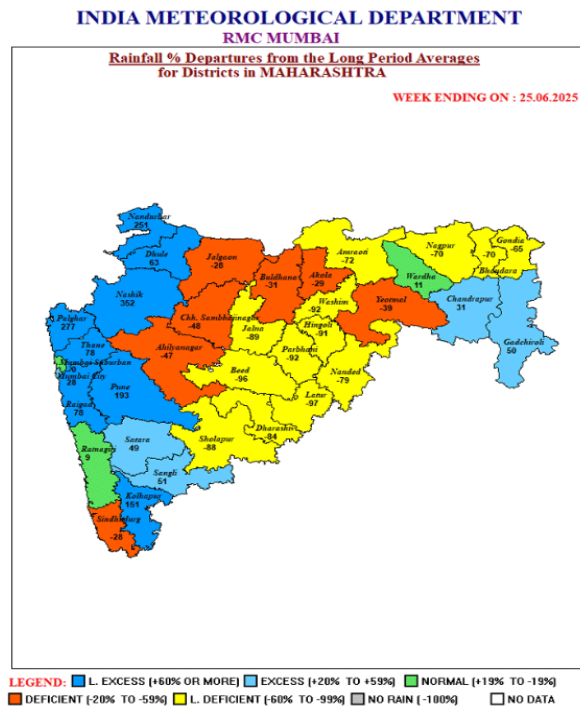 INDIA METEOROLOGICAL DEPARTMENT
RMC MUMBAI
Rainfall % Departures from the Long Period Averages
for Districts in MAHARASHTRA
WEEK ENDING ON : 25.06.2025
Nandurbar
251
Dhule
63
Jalgaon
-28
Buldhana
-31
Akola
-29
Amraoti
-72
Nagpur
-70
Gondia
-65
-70
Bhandara
Wardha
11
Washim
-92
Yeotmal
-39
Chandrapur
31
Gadchiroli
50
Nashik
352
Palghar
277
Thane
78
Mumbai Suburban
Mumbai City
28
Raigad
78
Pune
193
Ahilyanagar
-47
Chh. Sambhajinagar
-48
Jalna
-89
Hingoli
-91
Parbhani
-92
Nanded
-79
Beed
-96
Latur
-97
Dharashiv
-84
Sholapur
-88
Satara
49
Sangli
51
Ratnagiri
9
Kolhapur
151
Sindhudurg
-28
LEGEND: L. EXCESS (+60% OR MORE) EXCESS (+20% TO +59%) NORMAL (+19% TO -19%)
DEFICIENT (-20% TO -59%) L. DEFICIENT (-60% TO -99%) NO RAIN (-100%) NO DATA